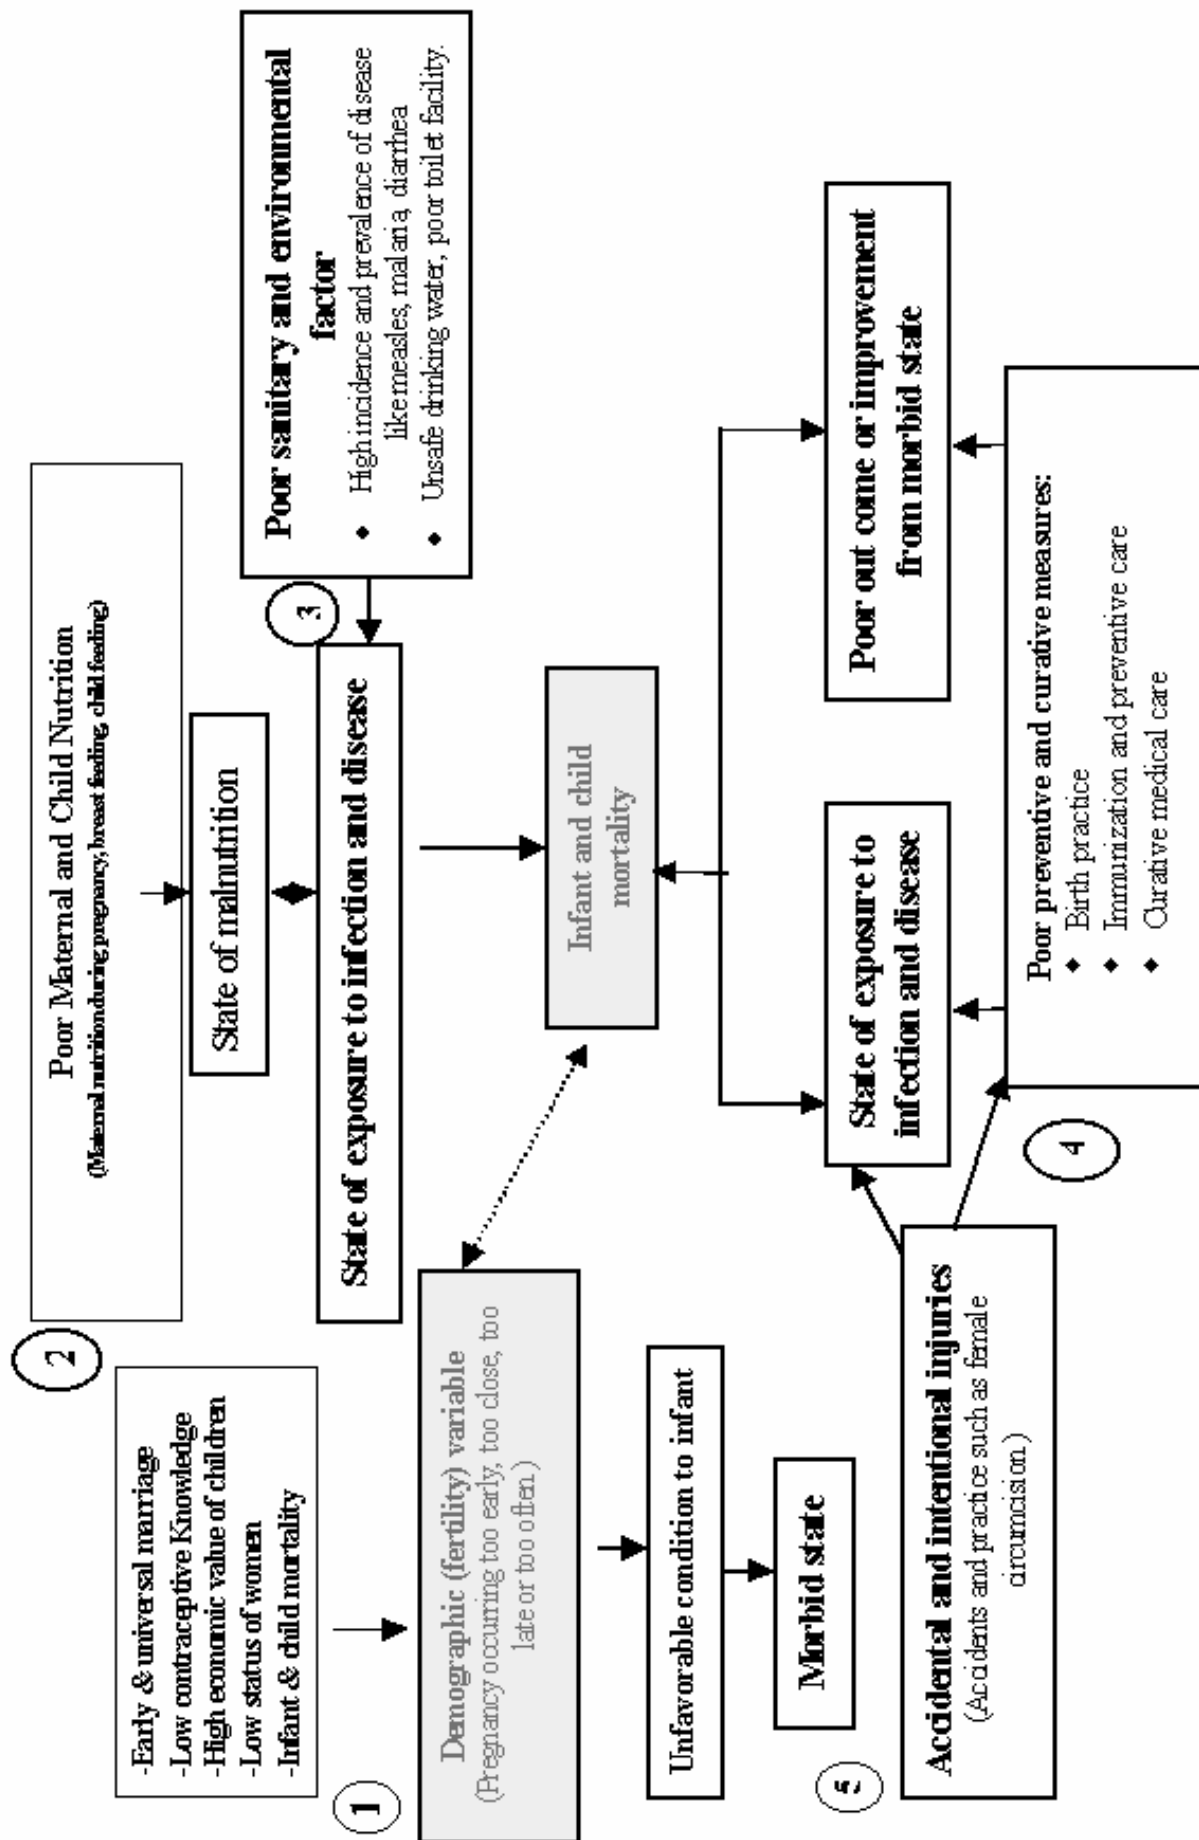 2
Poor Maternal and Child Nutrition
(Maternal nutrition during pregnancy, breast feeding, child feeding)
-Early & universal marriage
-Low contraceptive Knowledge
-High economic value of children
-Low status of women
-Infant & child mortality
State of malnutrition
3
Poor sanitary and environmental
factor
◆ High incidence and prevalence of disease
like measles, malaria, diarrhea
◆ Unsafe drinking water, poor toilet facility.
State of exposure to infection and disease
1
Demographic (fertility) variable
(Pregnancy occurring too early, too close, too
late or too often)
Infant and child
mortality
Unfavorable condition to infant
Morbid state
State of exposure to
infection and disease
Poor out come or improvement
from morbid state
5
Accidental and intentional injuries
(Accidents and practice such as female
circumcision)
4
Poor preventive and curative measures:
◆ Birth practice
◆ Immunization and preventive care
◆ Curative medical care